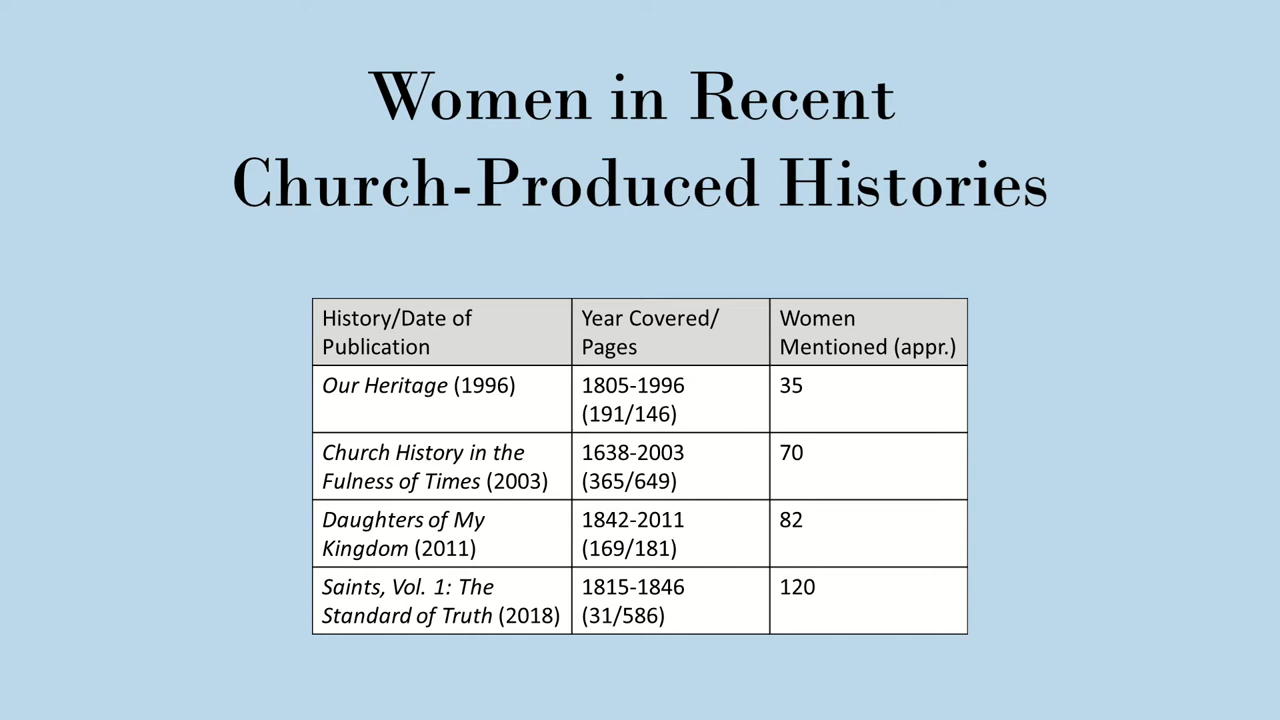 Women in Recent
Church-Produced Histories
History/Date of
Publication
Year Covered/
Pages
Women
Mentioned (appr.)
Our Heritage (1996)
1805-1996
(191/146)
35
Church History in the
Fulness of Times (2003)
1638-2003
(365/649)
70
Daughters of My
Kingdom (2011)
1842-2011
(169/181)
82
Saints, Vol. 1: The
Standard of Truth (2018)
1815-1846
(31/586)
120